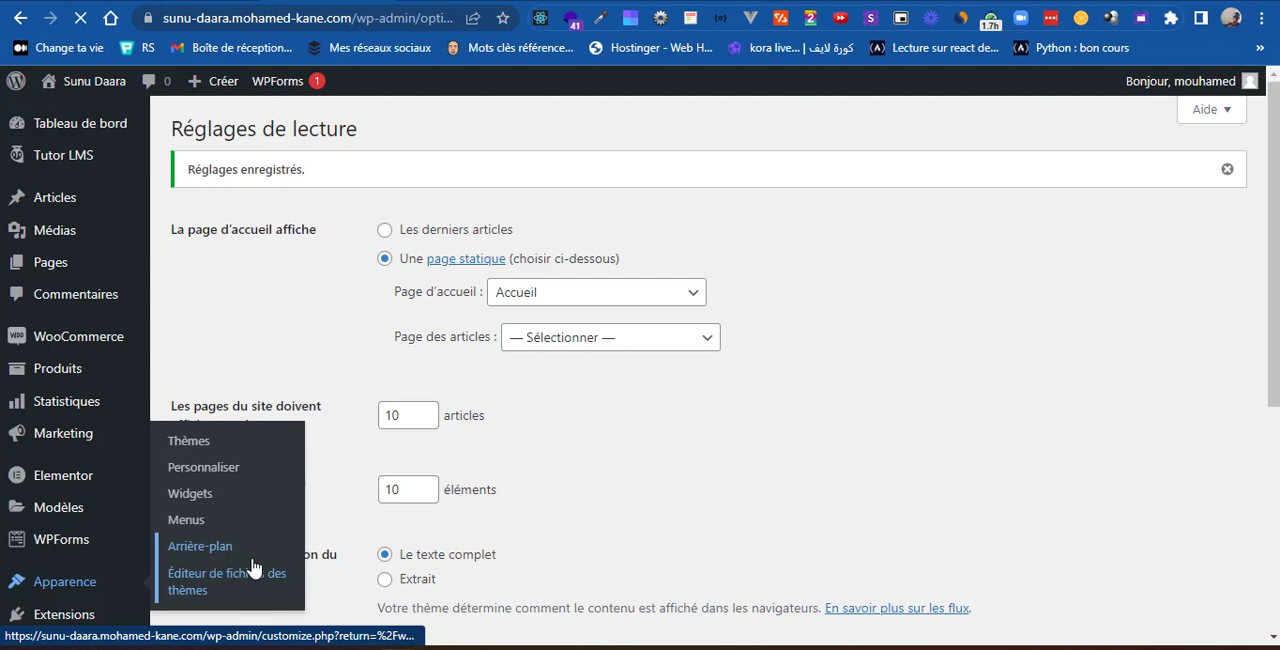 sunu-daara.mohamed-kane.com/wp-admin/opti...
41
2
S
1.7h
Change ta vie
RS
Boîte de réception...
Mes réseaux sociaux
Mots clés référence...
Hostinger - Web H...
kora live... | كورة لايف
Lecture sur react de...
Python : bon cours
»
Sunu Daara
0
Créer
WPForms
1
Bonjour, mouhamed
Aide
Tableau de bord
Tutor LMS
Articles
Médias
Pages
Commentaires
WooCommerce
Produits
Statistiques
Marketing
Elementor
Modèles
WPForms
Apparence
Extensions
Thèmes
Personnaliser
Widgets
Menus
Arrière-plan
Éditeur de fichiers des
thèmes
Réglages de lecture
Réglages enregistrés.
La page d'accueil affiche
Les derniers articles
Une page statique (choisir ci-dessous)
Page d'accueil :
Accueil
Page des articles :
— Sélectionner —
Les pages du site doivent
10
articles
10
éléments
du
Le texte complet
Extrait
Votre thème détermine comment le contenu est affiché dans les navigateurs. En savoir plus sur les flux.
https://sunu-daara.mohamed-kane.com/wp-admin/customize.php?return=%2Fw...